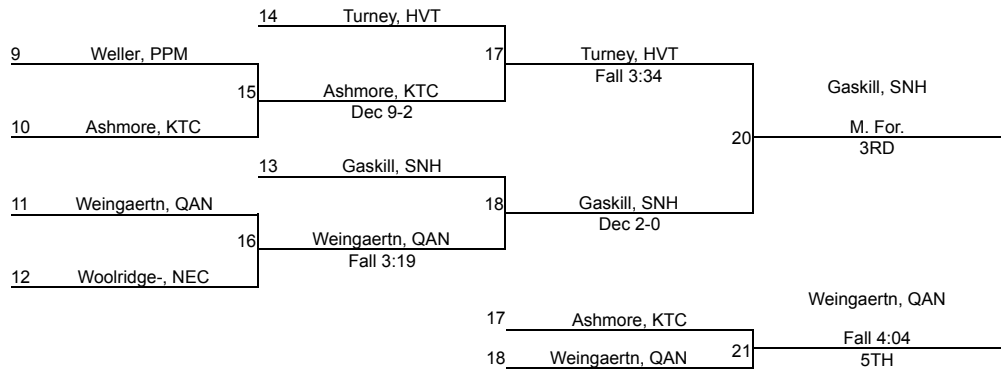 14 Turney, HVT
9 Weller, PPM
17 Turney, HVT
Fall 3:34
15 Ashmore, KTC
Dec 9-2
Gaskill, SNH
10 Ashmore, KTC
20 M. For.
3RD
13 Gaskill, SNH
11 Weingaertn, QAN
18 Gaskill, SNH
Dec 2-0
16 Weingaertn, QAN
Fall 3:19
12 Woolridge-, NEC
Weingaertn, QAN
17 Ashmore, KTC
21 Fall 4:04
5TH
18 Weingaertn, QAN